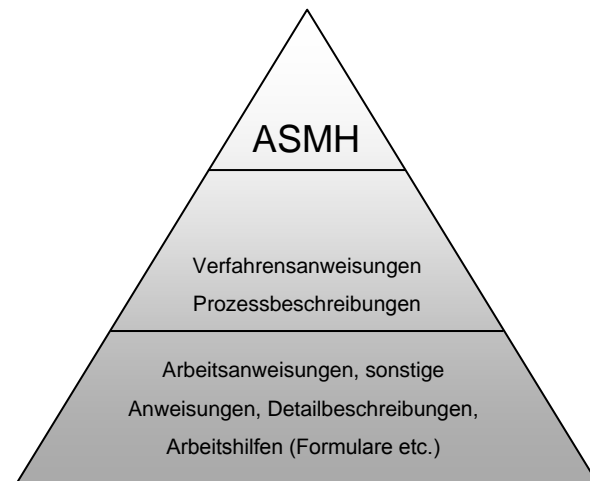 ASMH
Verfahrensanweisungen
Prozessbeschreibungen
Arbeitsanweisungen, sonstige
Anweisungen, Detailbeschreibungen,
Arbeitshilfen (Formulare etc.)